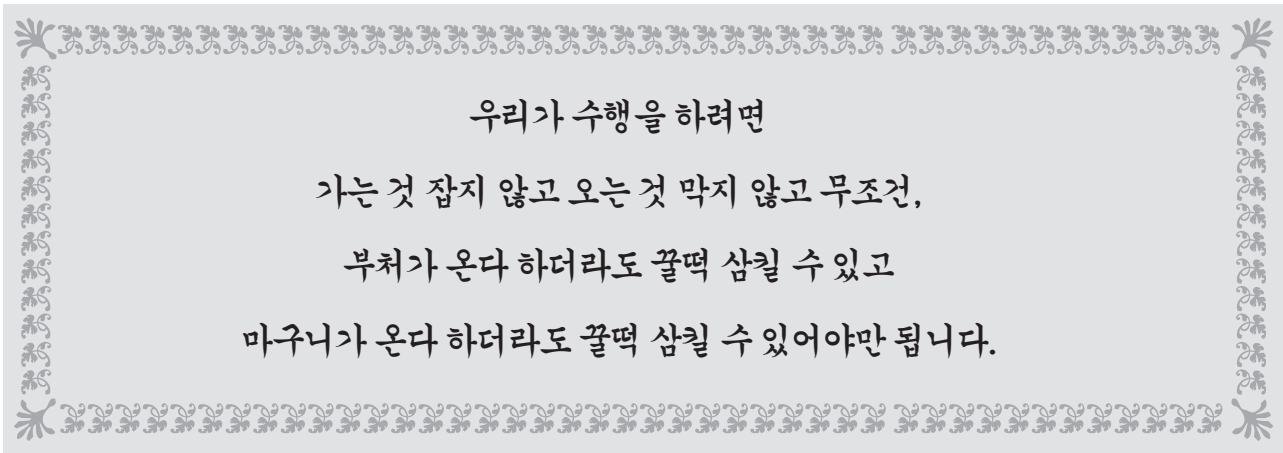 우리가 수행을 하려면
가는 것 잡지 않고 오는 것 막지 않고 무조건,
부처가 온다 하더라도 꿀떡 삼킬 수 있고
마구니가 온다 하더라도 꿀떡 삼킬 수 있어야만 됩니다.